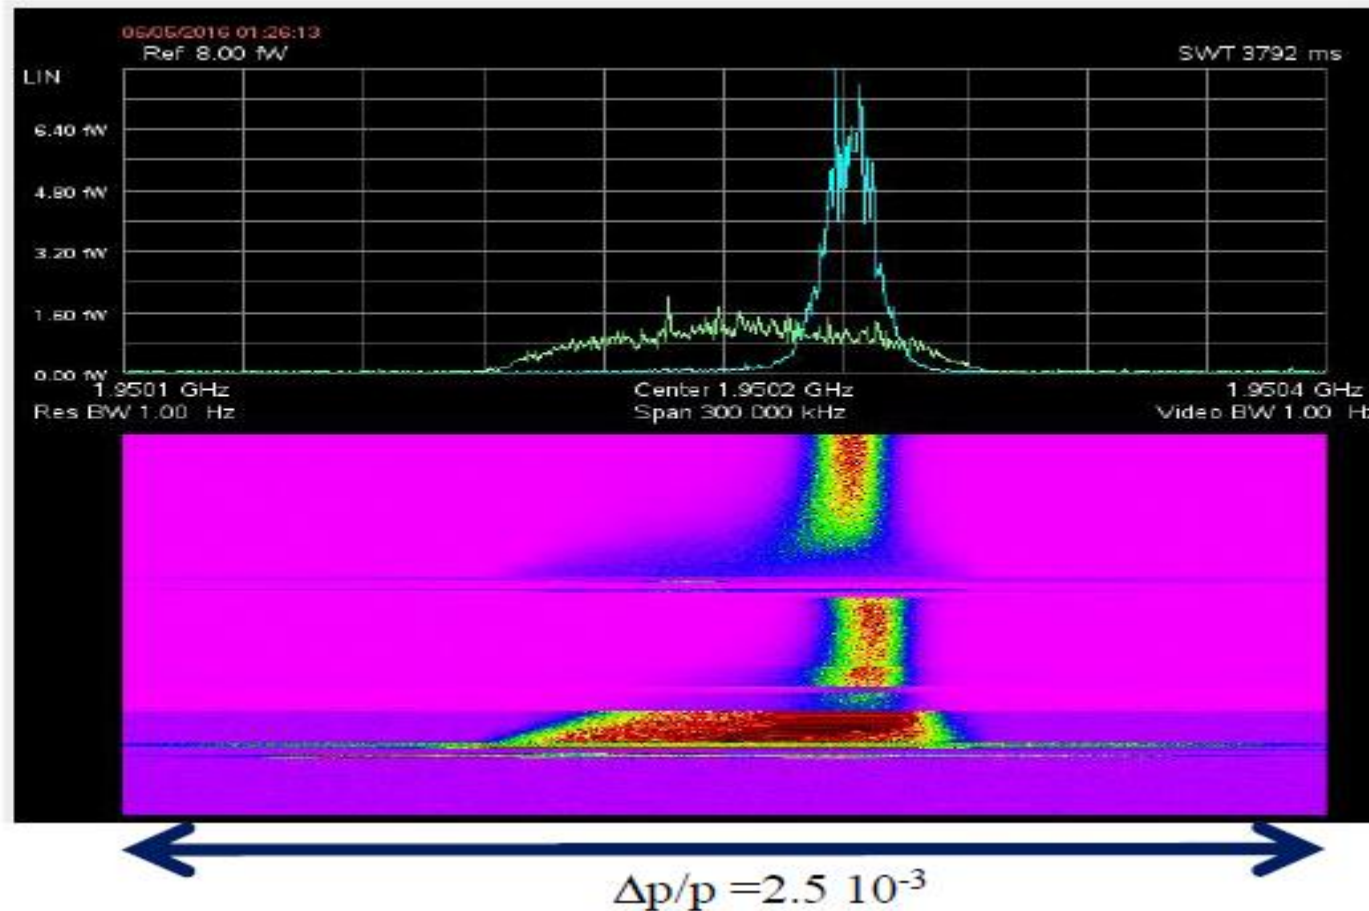 06/05/2016 01:26:13
Ref 8.00 fW
SWT 3792 ms
LIN
6.40 fW
4.80 fW
3.20 fW
1.60 fW
0.00 fW
1.9501 GHz
Center 1.9502 GHz
1.9504 GHz
Res BW 1.00 Hz
Span 300.000 kHz
Video BW 1.00 Hz
Δp/p =2.5 10⁻³